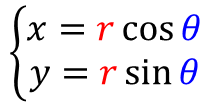 x = r cos θ
y = r sin θ